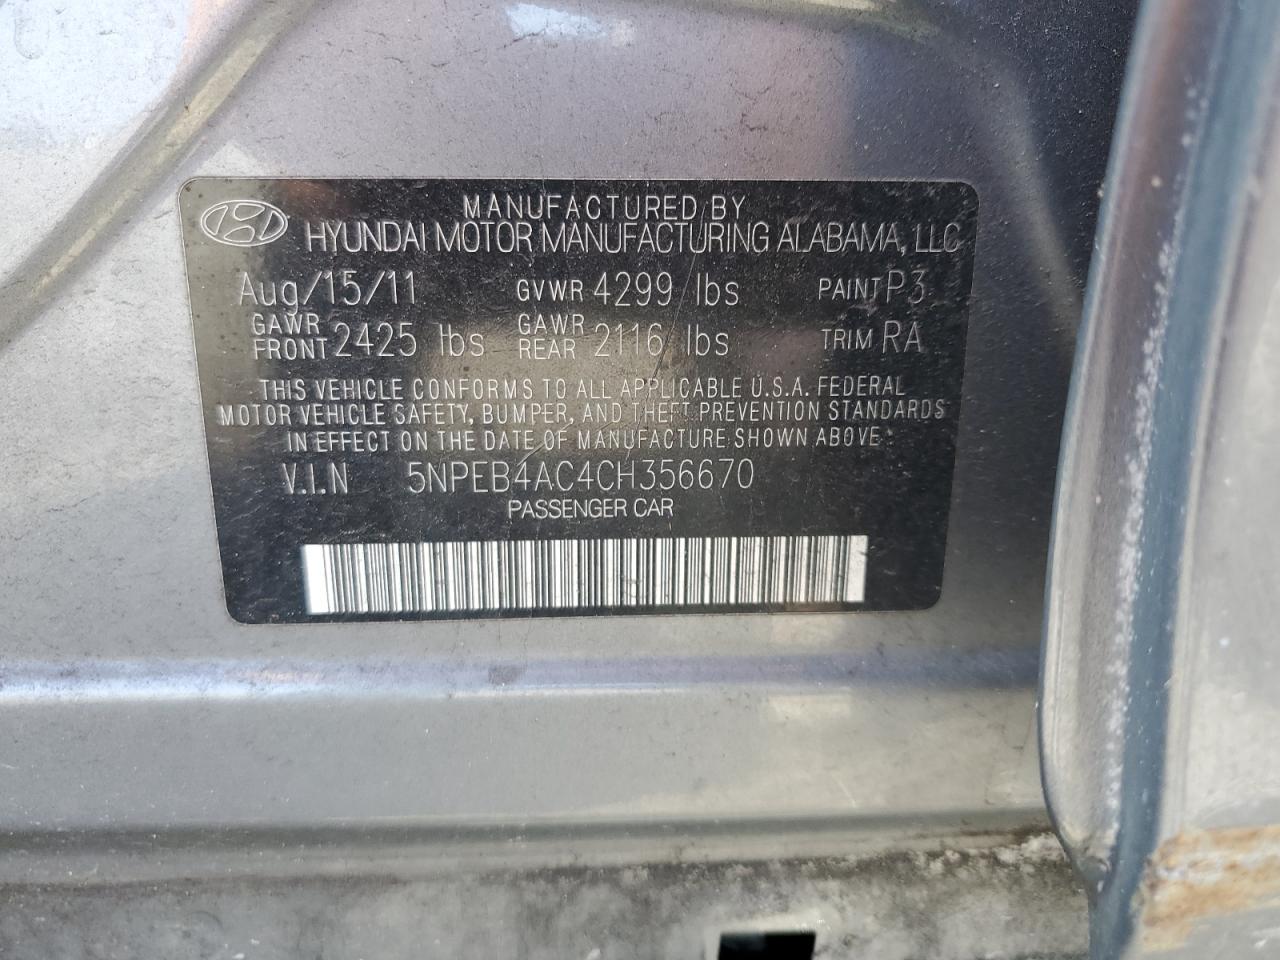 MANUFACTURED BY
HYUNDAI MOTOR MANUFACTURING ALABAMA, LLC
Aug/15/11 GVWR 4299 lbs PAINT P3
GAWR FRONT 2425 lbs GAWR REAR 2116 lbs TRIM RA
THIS VEHICLE CONFORMS TO ALL APPLICABLE U.S.A. FEDERAL
MOTOR VEHICLE SAFETY, BUMPER, AND THEFT PREVENTION STANDARDS
IN EFFECT ON THE DATE OF MANUFACTURE SHOWN ABOVE.
V.I.N 5NPEB4AC4CH356670
PASSENGER CAR